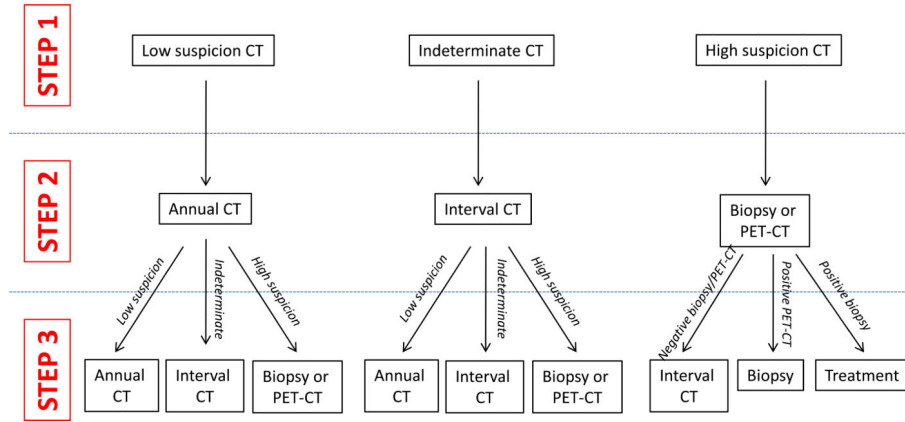 STEP 1
Low suspicion CT
Indeterminate CT
High suspicion CT
STEP 2
Annual CT
Interval CT
Biopsy or
PET-CT
Low suspicion
Indeterminate
High suspicion
Low suspicion
Indeterminate
High suspicion
Negative biopsy/PET-CT
Positive PET-CT
Positive biopsy
STEP 3
Annual
CT
Interval
CT
Biopsy or
PET-CT
Annual
CT
Interval
CT
Biopsy or
PET-CT
Interval
CT
Biopsy
Treatment